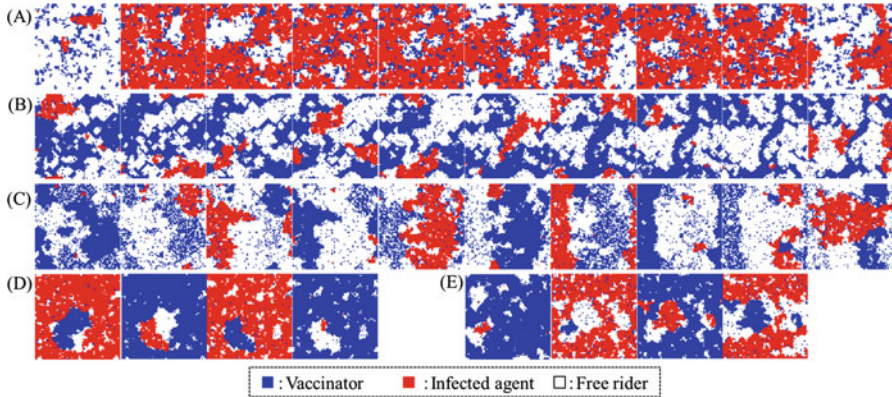 (A)
(B)
(C)
(D) (E)
: Vaccinator : Infected agent : Free rider